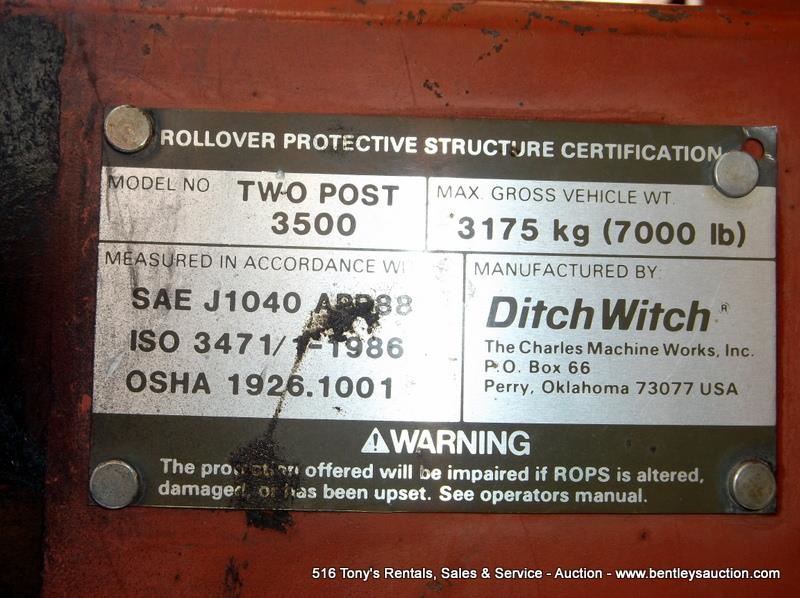 ROLLOVER PROTECTIVE STRUCTURE CERTIFICATION
MODEL NO TWO POST
3500
MAX. GROSS VEHICLE WT.
3175 kg (7000 lb)
MEASURED IN ACCORDANCE
SAE J1040 APR88
ISO 3471/1-1986
OSHA 1926.1001
MANUFACTURED BY:
Ditch Witch ®
The Charles Machine Works, Inc.
P.O. Box 66
Perry, Oklahoma 73077 USA
⚠WARNING
The protection offered will be impaired if ROPS is altered,
damaged, or has been upset. See operators manual.
516 Tony's Rentals, Sales & Service - Auction - www.bentleysauction.com